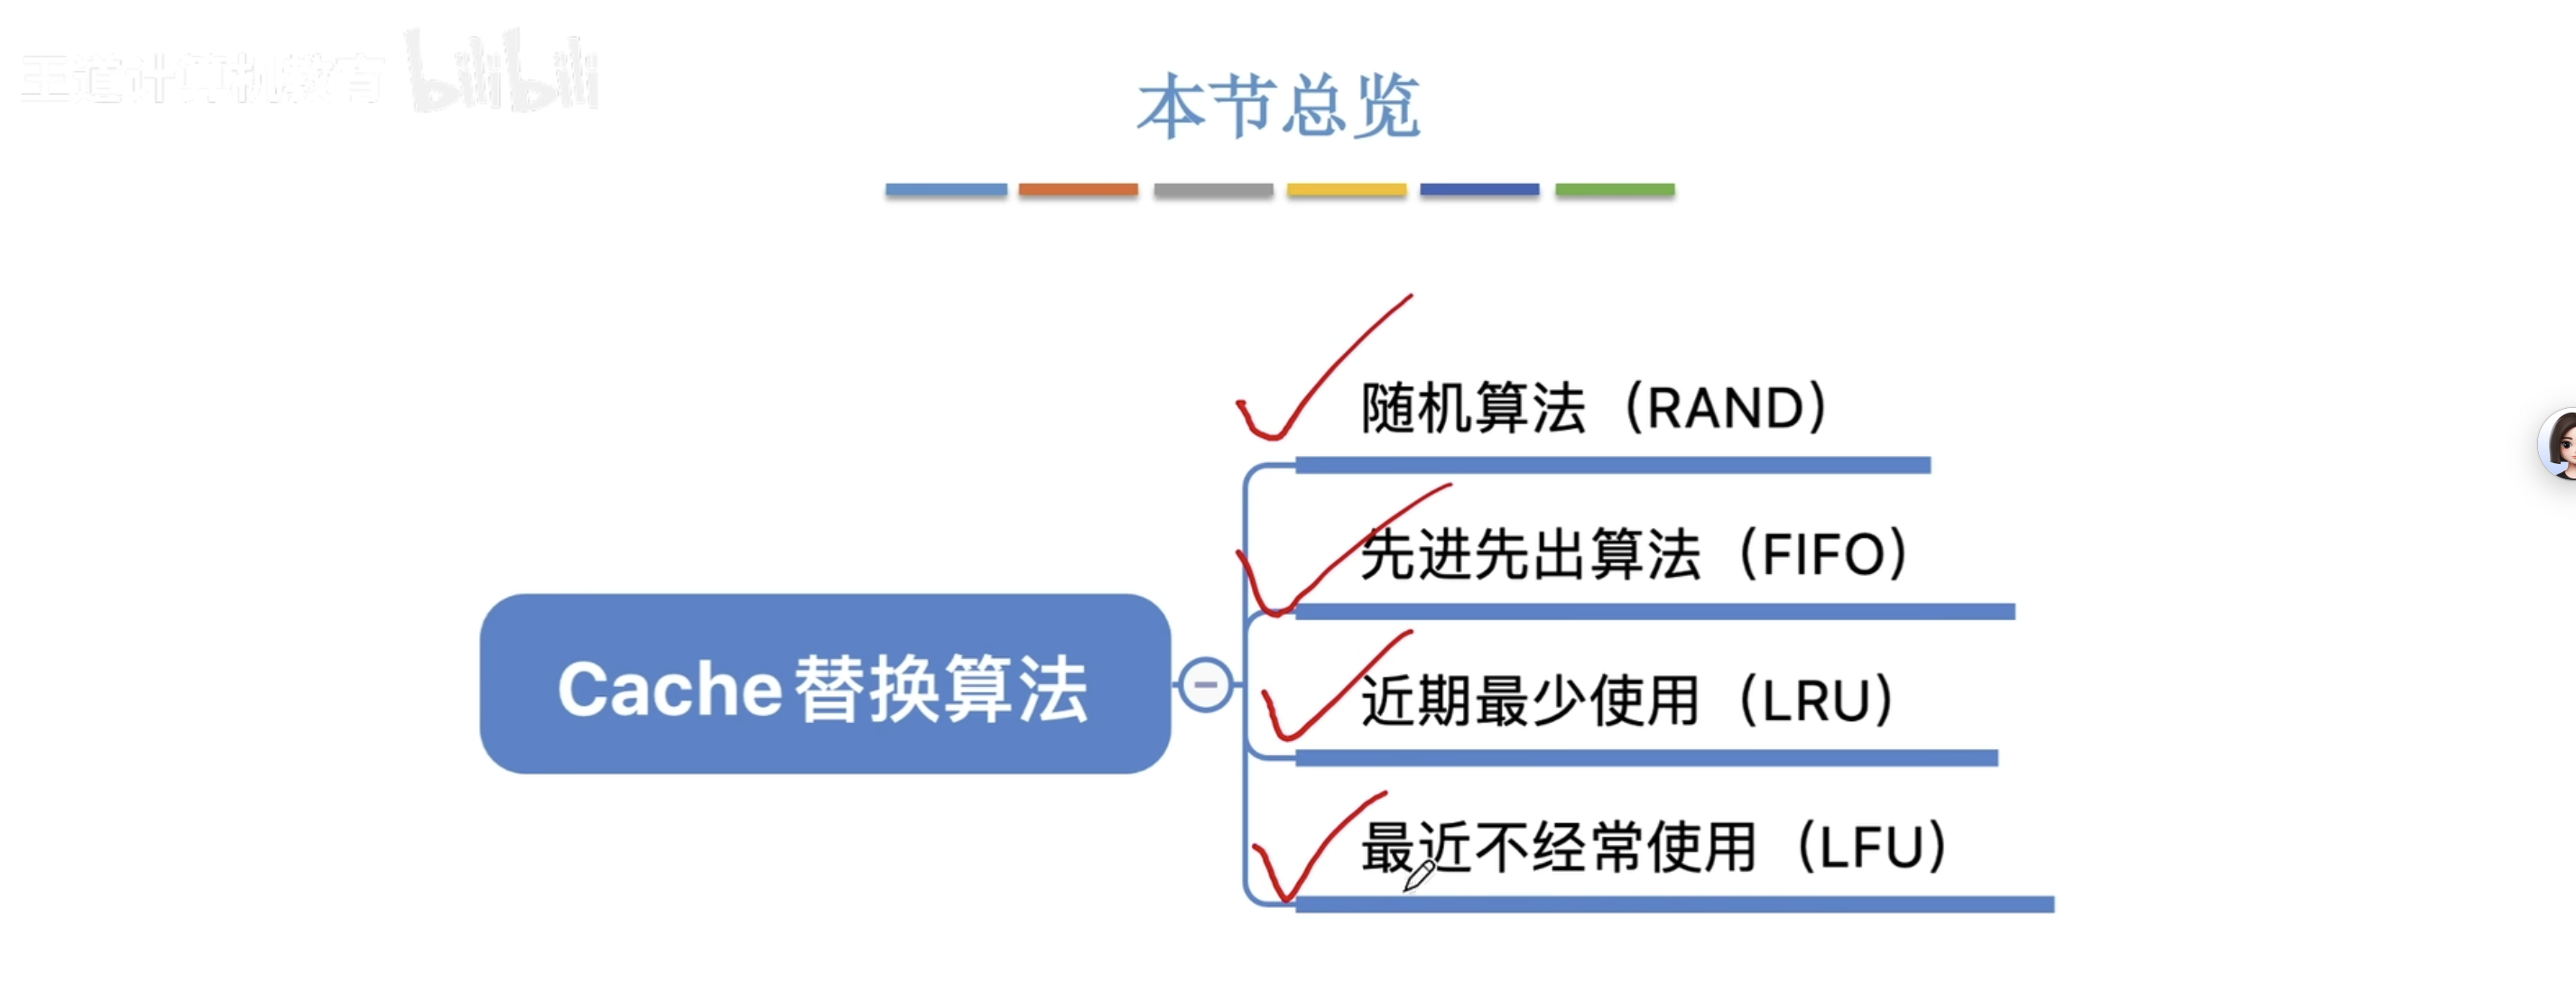 王道计算机教育 bilibili
本节总览
随机算法（RAND）
先进先出算法（FIFO）
Cache替换算法
近期最少使用（LRU）
最近不经常使用（LFU）